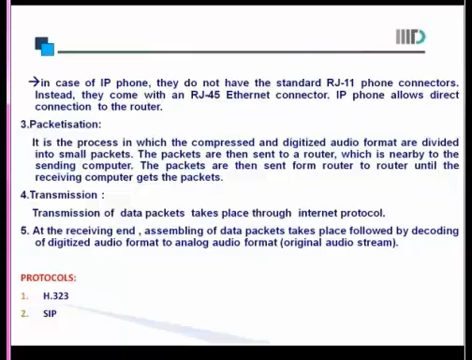 →in case of IP phone, they do not have the standard RJ-11 phone connectors.
Instead, they come with an RJ-45 Ethernet connector. IP phone allows direct
connection to the router.
3.Packetisation:
It is the process in which the compressed and digitized audio format are divided
into small packets. The packets are then sent to a router, which is nearby to the
sending computer. The packets are then sent form router to router until the
receiving computer gets the packets.
4.Transmission :
Transmission of data packets takes place through internet protocol.
5. At the receiving end , assembling of data packets takes place followed by decoding
of digitized audio format to analog audio format (original audio stream).
PROTOCOLS:
1. H.323
2. SIP